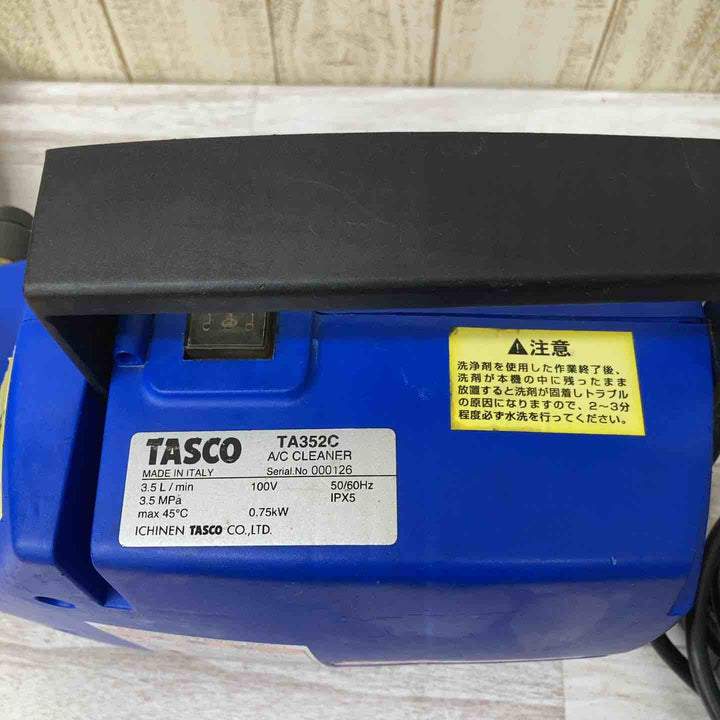 ⚠注意
洗浄剤を使用した作業終了後、
洗剤が本機の中に残ったまま
放置すると洗剤が固着しトラブル
の原因になりますので、2～3分
程度必ず水洗を行ってください。
TASCO TA352C
MADE IN ITALY A/C CLEANER
Serial.No 000126
3.5 L / min 100V 50/60Hz
3.5 MPa IPX5
max 45°C 0.75kW
ICHINEN TASCO CO.,LTD.